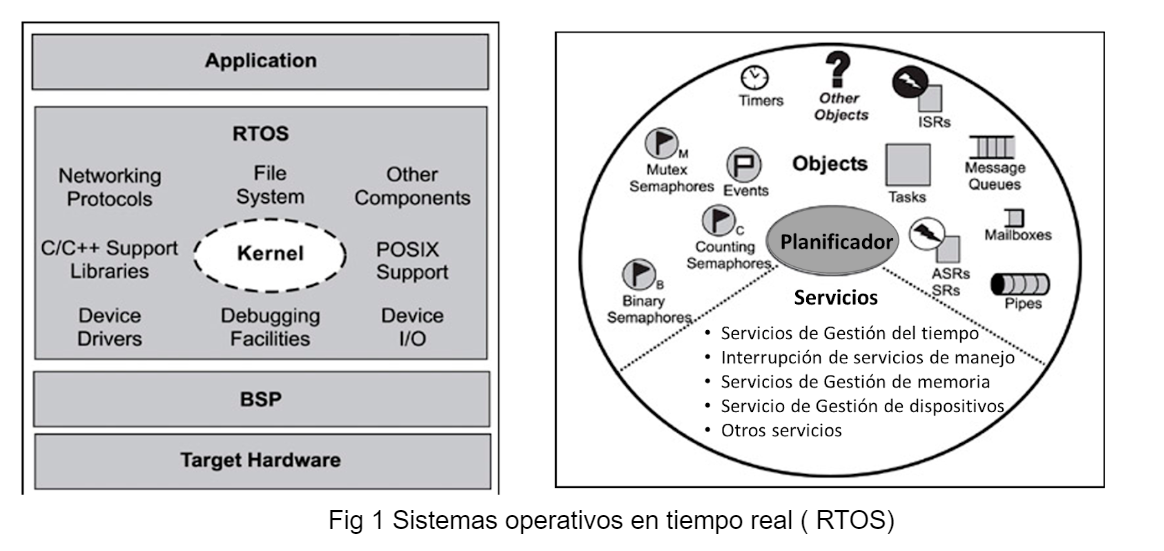 Application
RTOS
Networking
Protocols
File
System
Other
Components
C/C++ Support
Libraries
Kernel
POSIX
Support
Device
Drivers
Debugging
Facilities
Device
I/O
BSP
Target Hardware
Timers
Other
Objects
ISRs
M
Mutex
Semaphores
Events
Objects
Tasks
Message
Queues
C
Counting
Semaphores
Planificador
Mailboxes
ASRs
SRs
B
Binary
Semaphores
Pipes
Servicios
• Servicios de Gestión del tiempo
• Interrupción de servicios de manejo
• Servicios de Gestión de memoria
• Servicio de Gestión de dispositivos
• Otros servicios
Fig 1 Sistemas operativos en tiempo real ( RTOS)